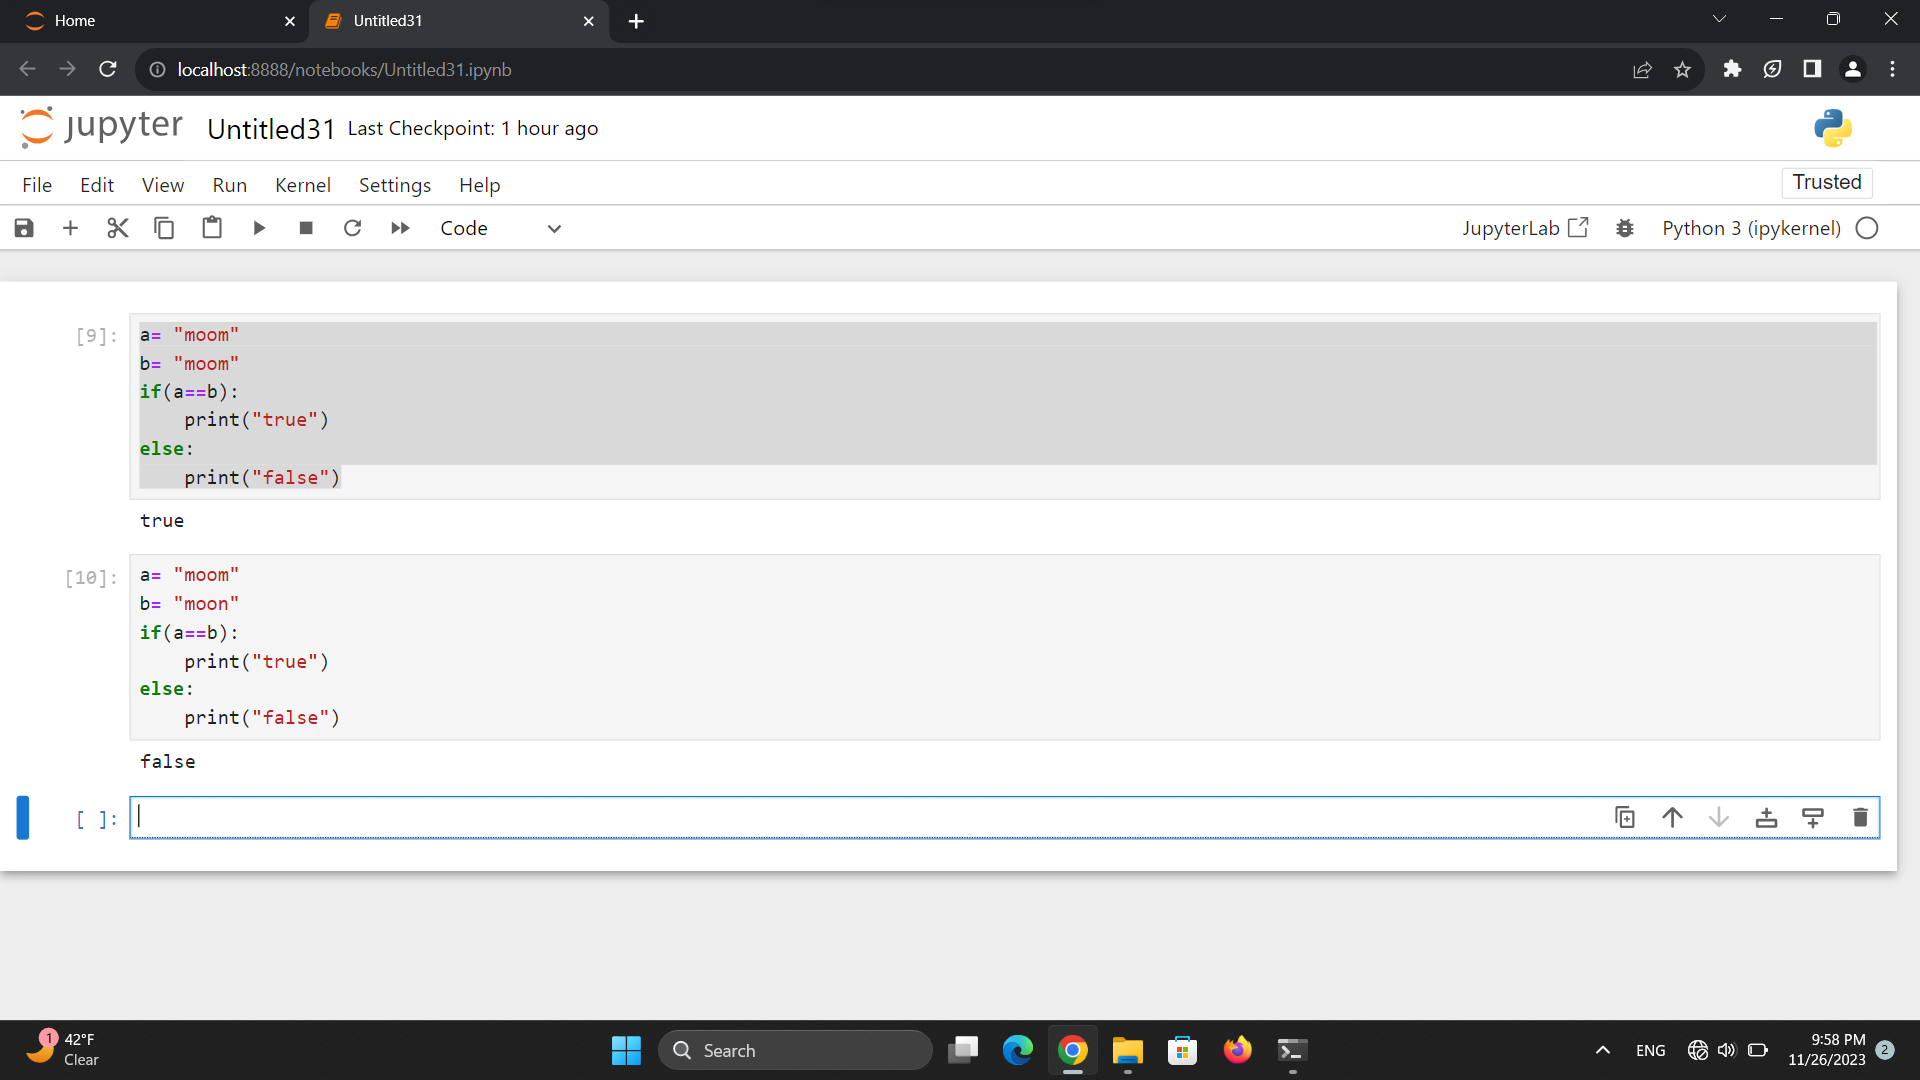 Home
Untitled31
localhost:8888/notebooks/Untitled31.ipynb
jupyter Untitled31 Last Checkpoint: 1 hour ago
File Edit View Run Kernel Settings Help
Trusted
Code
JupyterLab
Python 3 (ipykernel)
[9]:
a= "moom"
b= "moom"
if(a==b):
    print("true")
else:
    print("false")
true
[10]:
a= "moom"
b= "moon"
if(a==b):
    print("true")
else:
    print("false")
false
[ ]:
1
42°F
Clear
Search
ENG
9:58 PM
11/26/2023
2